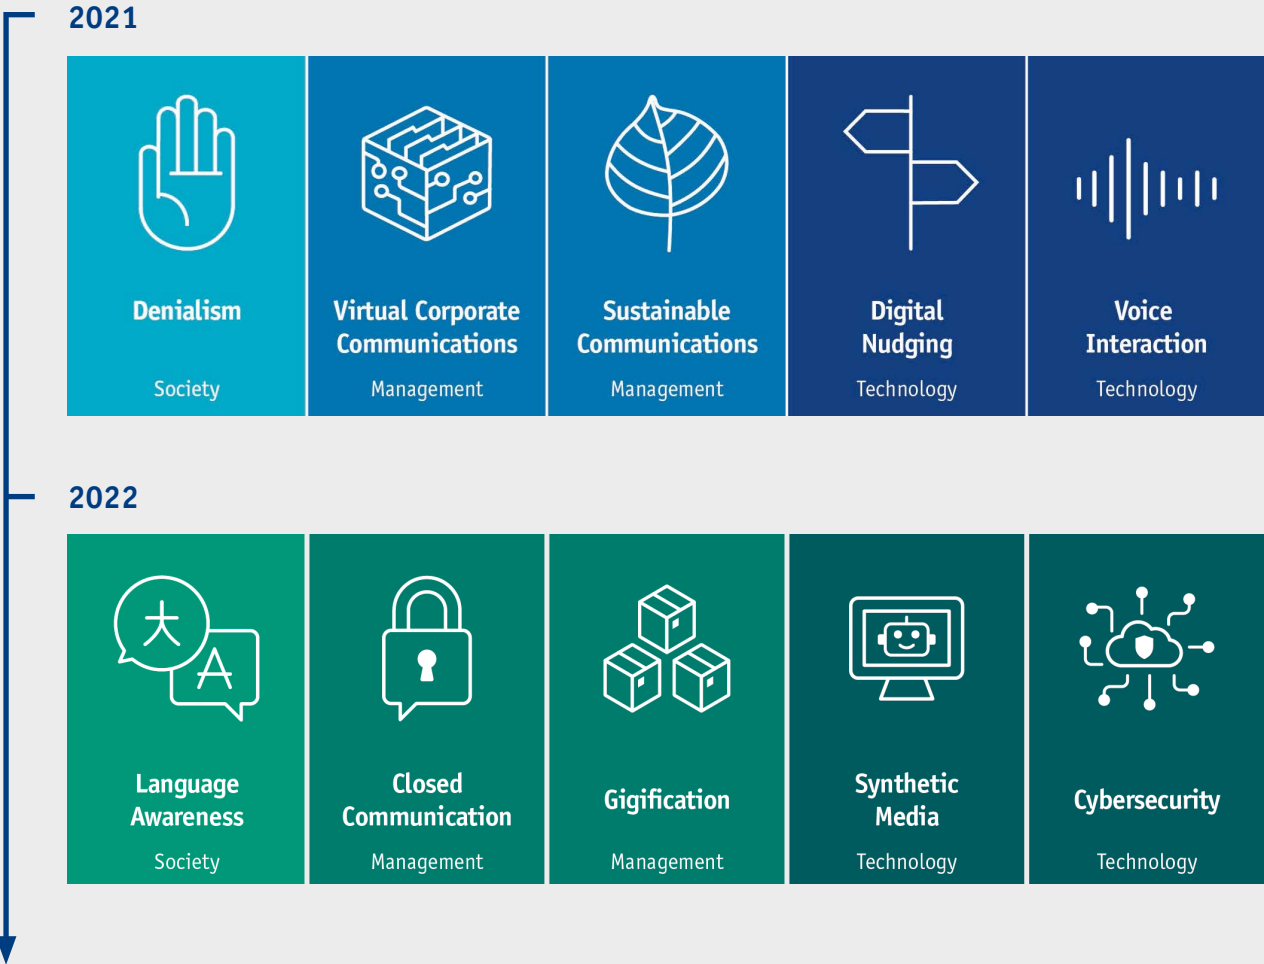 2021
Denialism
Society
Virtual Corporate
Communications
Management
Sustainable
Communications
Management
Digital
Nudging
Technology
Voice
Interaction
Technology
2022
大
A
Language
Awareness
Society
Closed
Communication
Management
Gigification
Management
Synthetic
Media
Technology
Cybersecurity
Technology